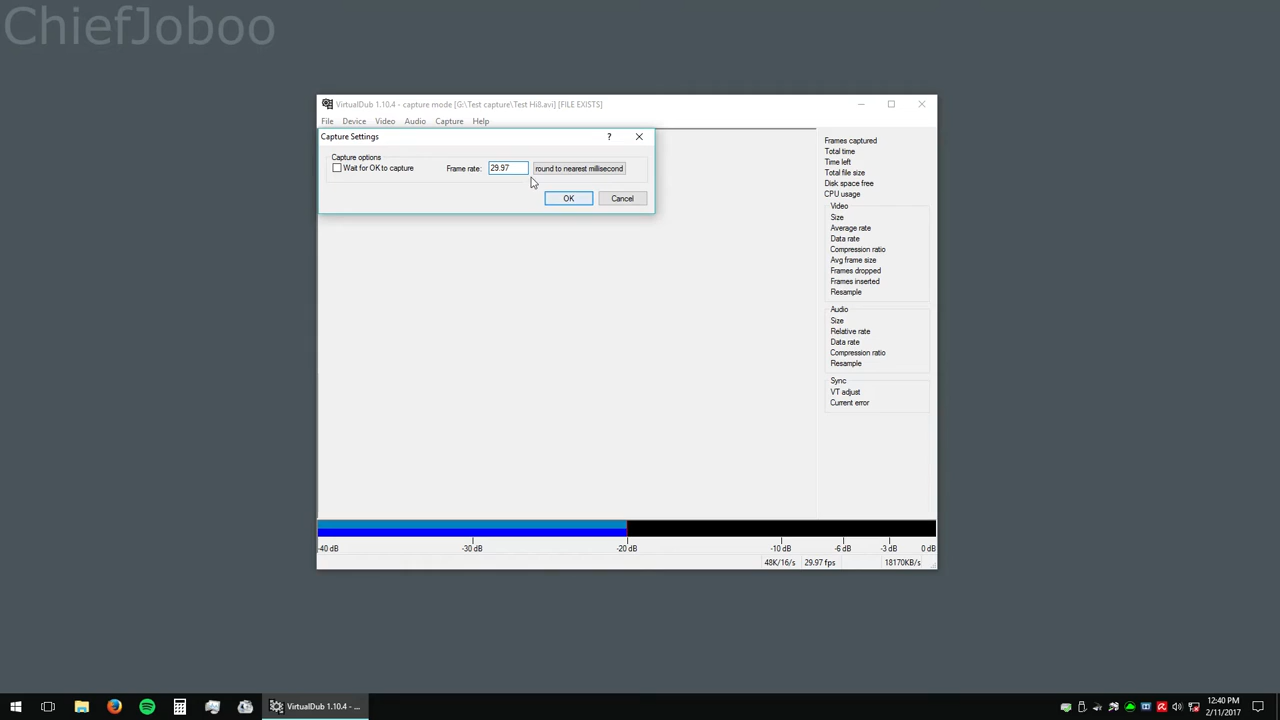 ChiefJoboo
VirtualDub 1.10.4 - capture mode [G:\Test capture\Test Hi8.avi] [FILE EXISTS]
File Device Video Audio Capture Help
Capture Settings
?
Capture options
Wait for OK to capture Frame rate: 29.97 round to nearest millisecond
OK Cancel
Frames captured
Total time
Time left
Total file size
Disk space free
CPU usage
Video
Size
Average rate
Data rate
Compression ratio
Avg frame size
Frames dropped
Frames inserted
Resample
Audio
Size
Relative rate
Data rate
Compression ratio
Resample
Sync
VT adjust
Current error
-40 dB -30 dB -20 dB -10 dB -6 dB -3 dB 0 dB
48K/16/s 29.97 fps 18170KB/s
VirtualDub 1.10.4 - ...
12:40 PM
2/11/2017